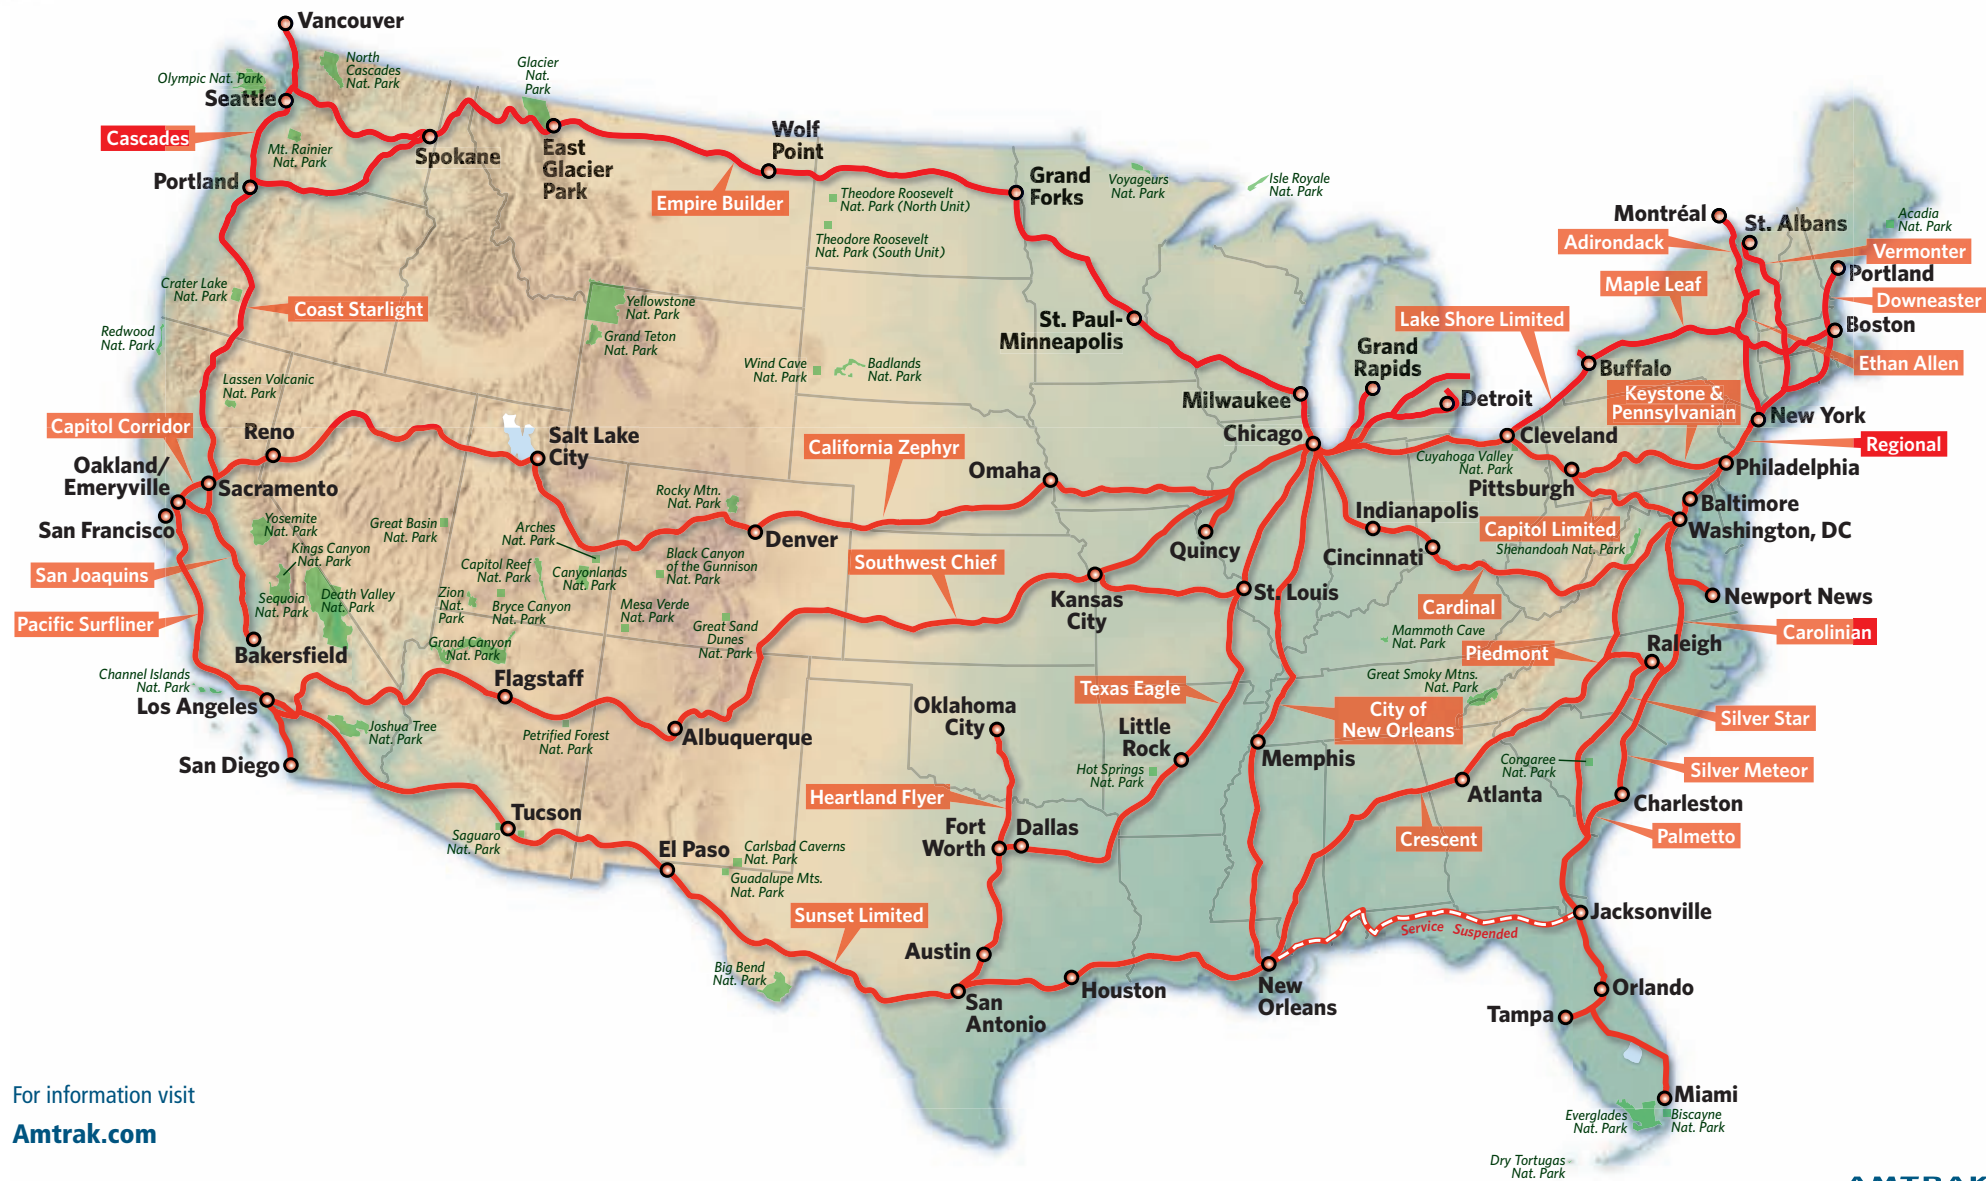 Vancouver
North
Cascades
Nat. Park
Olympic Nat. Park
Seattle
Cascades
Mt. Rainier
Nat. Park
Portland
Spokane
Glacier
Nat.
Park
East
Glacier
Park
Wolf
Point
Empire Builder
Theodore Roosevelt
Nat. Park (North Unit)
Theodore Roosevelt
Nat. Park (South Unit)
Grand
Forks
Voyageurs
Nat. Park
Isle Royale
Nat. Park
Montréal
St. Albans
Acadia
Nat. Park
Adirondack
Vermonter
Portland
Maple Leaf
Downeaster
Boston
Ethan Allen
Crater Lake
Nat. Park
Coast Starlight
Redwood
Nat. Park
Yellowstone
Nat. Park
Grand Teton
Nat. Park
Wind Cave
Nat. Park
Badlands
Nat. Park
St. Paul-
Minneapolis
Lake Shore Limited
Grand
Rapids
Detroit
Buffalo
Keystone &
Pennsylvanian
New York
Regional
Milwaukee
Chicago
Cleveland
Cuyahoga Valley
Nat. Park
Pittsburgh
Philadelphia
Baltimore
Washington, DC
Lassen Volcanic
Nat. Park
Capitol Corridor
Reno
Oakland/
Emeryville
Sacramento
San Francisco
Salt Lake
City
California Zephyr
Omaha
Rocky Mtn.
Nat. Park
Denver
Indianapolis
Capitol Limited
Shenandoah Nat. Park
Quincy
Cincinnati
Yosemite
Nat. Park
Kings Canyon
Nat. Park
Great Basin
Nat. Park
Arches
Nat. Park
Capitol Reef
Nat. Park
Canyonlands
Nat. Park
Black Canyon
of the Gunnison
Nat. Park
Southwest Chief
San Joaquins
Sequoia
Nat. Park
Death Valley
Nat. Park
Zion
Nat.
Park
Bryce Canyon
Nat. Park
Mesa Verde
Nat. Park
Great Sand
Dunes
Nat. Park
Kansas
City
St. Louis
Cardinal
Newport News
Pacific Surfliner
Bakersfield
Grand Canyon
Nat. Park
Mammoth Cave
Nat. Park
Piedmont
Raleigh
Carolinian
Channel Islands
Nat. Park
Los Angeles
Flagstaff
Great Smoky Mtns.
Nat. Park
Texas Eagle
City of
New Orleans
Silver Star
Joshua Tree
Nat. Park
Petrified Forest
Nat. Park
Albuquerque
Oklahoma
City
Little
Rock
Hot Springs
Nat. Park
Memphis
San Diego
Congaree
Nat. Park
Silver Meteor
Heartland Flyer
Atlanta
Charleston
Tucson
Saguaro
Nat. Park
El Paso
Carlsbad Caverns
Nat. Park
Guadalupe Mts.
Nat. Park
Fort
Worth
Dallas
Crescent
Palmetto
Sunset Limited
Service Suspended
Jacksonville
Austin
Big Bend
Nat. Park
San
Antonio
Houston
New
Orleans
Orlando
Tampa
Miami
Everglades
Nat. Park
Biscayne
Nat. Park
Dry Tortugas
Nat. Park
For information visit
Amtrak.com
AMTRAK